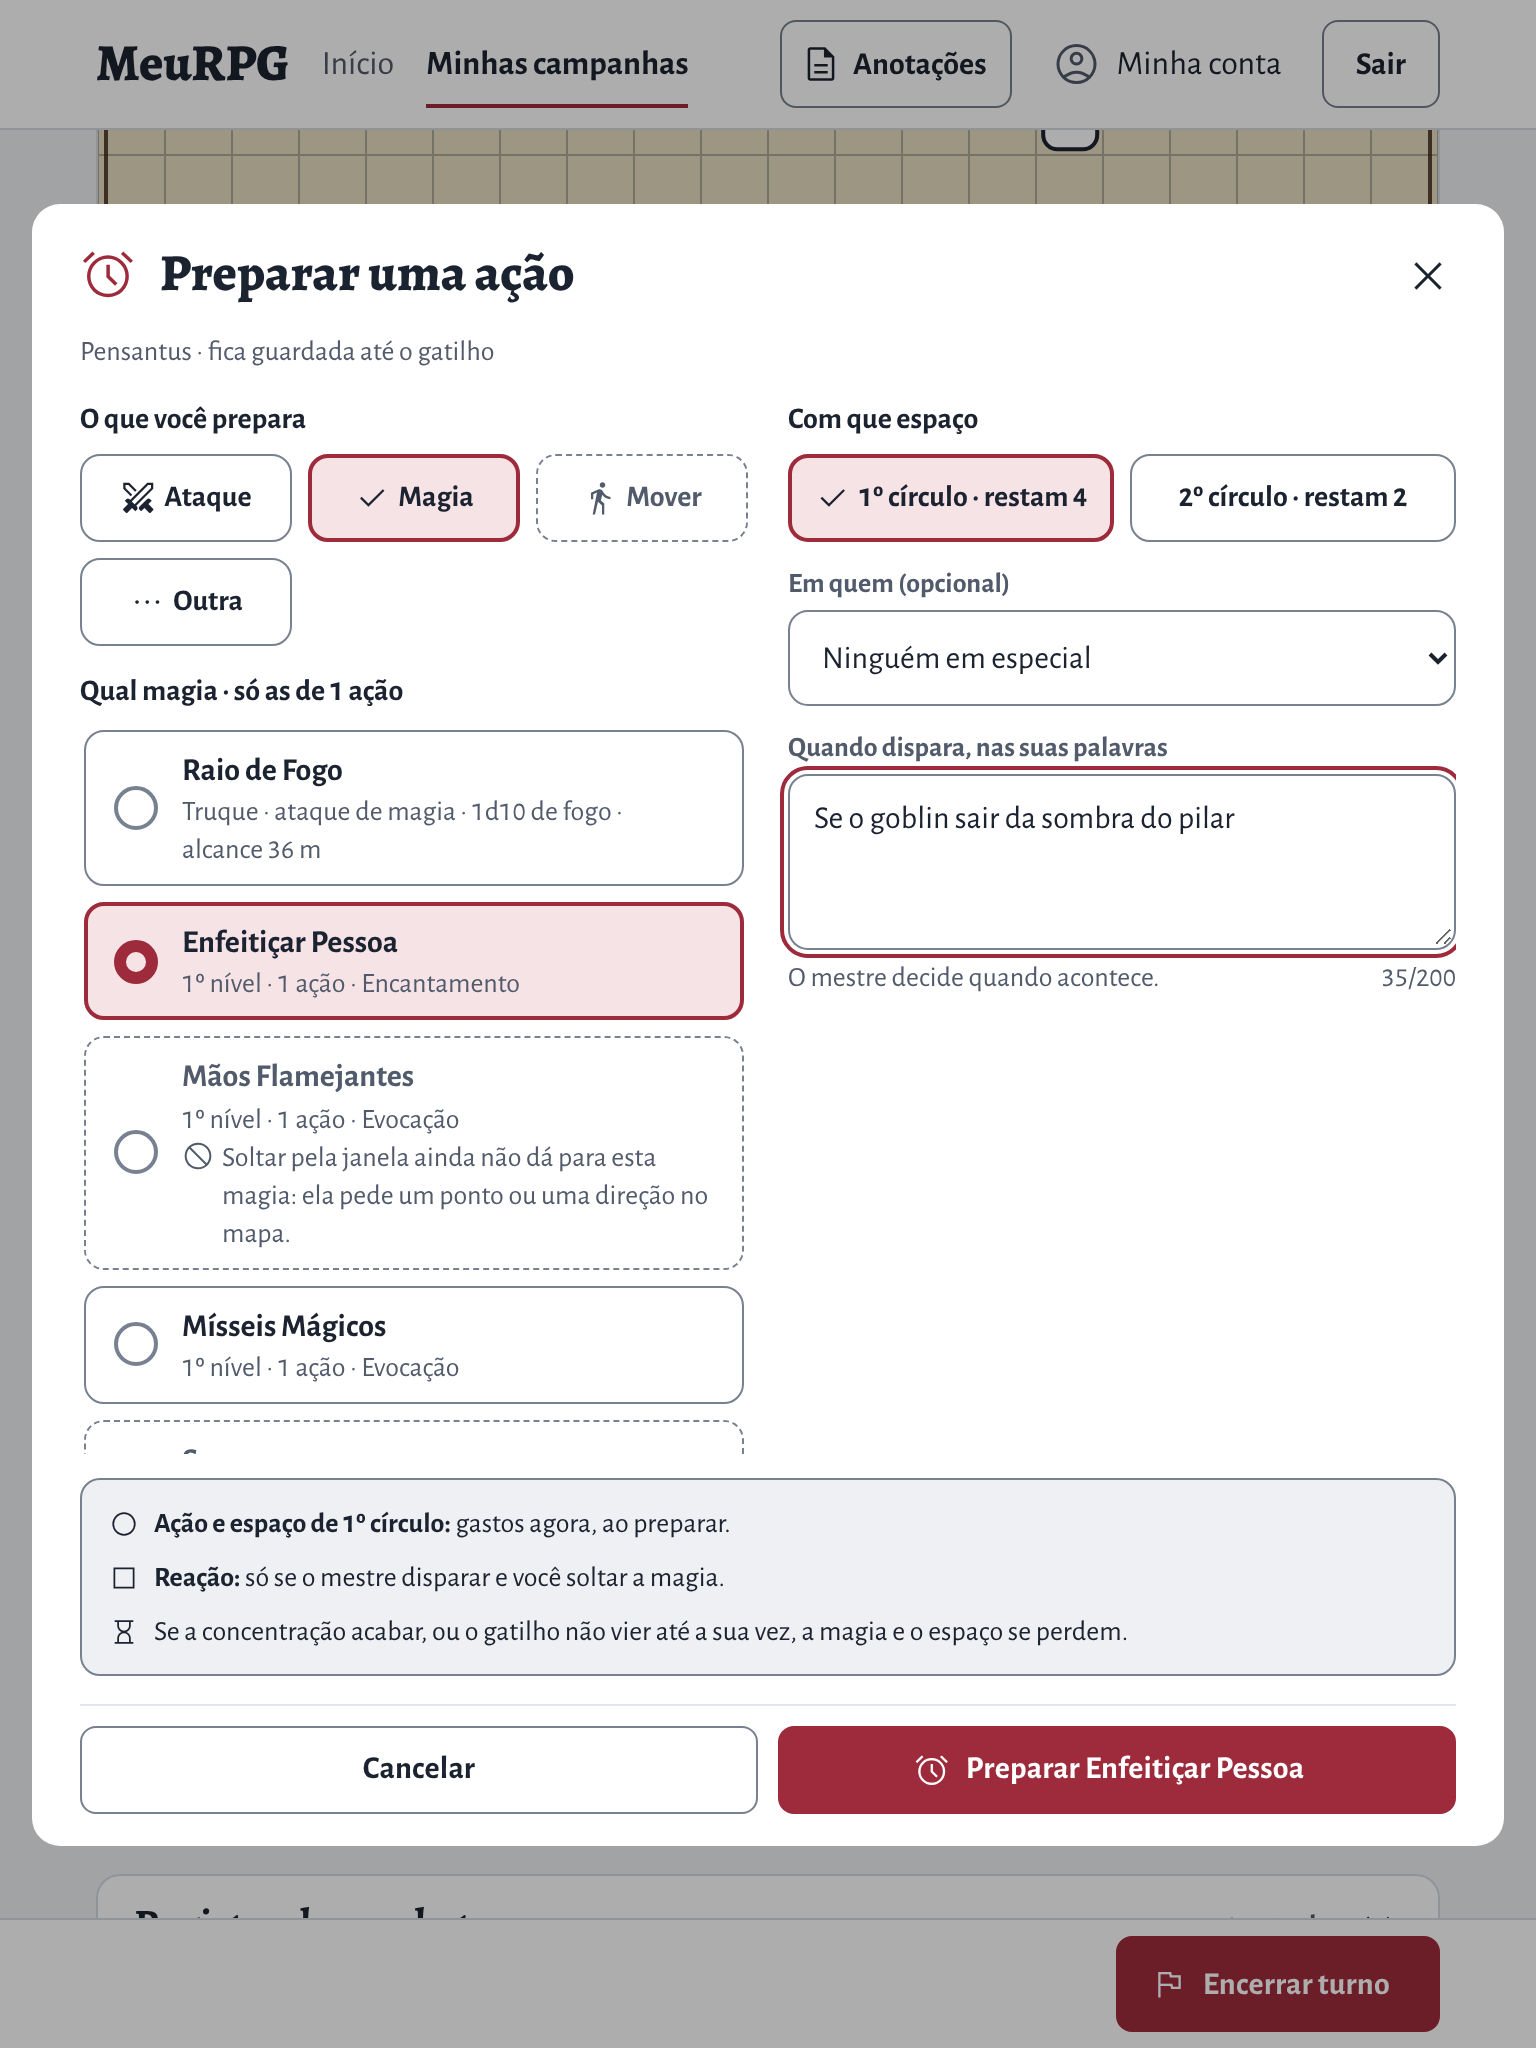 MeuRPG Início Minhas campanhas Anotações Minha conta Sair
Preparar uma ação
Pensantus · fica guardada até o gatilho
O que você prepara
Ataque Magia Mover
Outra
Qual magia · só as de 1 ação
Raio de Fogo
Truque · ataque de magia · 1d10 de fogo ·
alcance 36 m
Enfeitiçar Pessoa
1º nível · 1 ação · Encantamento
Mãos Flamejantes
1º nível · 1 ação · Evocação
Soltar pela janela ainda não dá para esta
magia: ela pede um ponto ou uma direção no
mapa.
Mísseis Mágicos
1º nível · 1 ação · Evocação
Com que espaço
1º círculo · restam 4 2º círculo · restam 2
Em quem (opcional)
Ninguém em especial
Quando dispara, nas suas palavras
Se o goblin sair da sombra do pilar
O mestre decide quando acontece. 35/200
Ação e espaço de 1º círculo: gastos agora, ao preparar.
Reação: só se o mestre disparar e você soltar a magia.
Se a concentração acabar, ou o gatilho não vier até a sua vez, a magia e o espaço se perdem.
Cancelar Preparar Enfeitiçar Pessoa
Encerrar turno